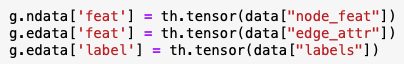 g.ndata['feat'] = th.tensor(data["node_feat"])
g.edata['feat'] = th.tensor(data["edge_attr"])
g.edata['label'] = th.tensor(data["labels"])